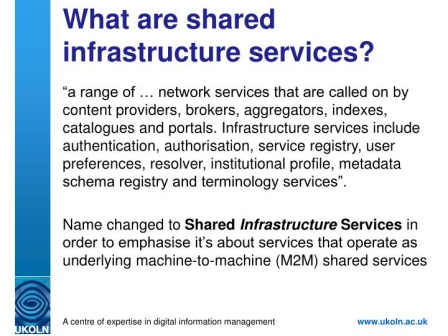 What are shared
infrastructure services?
“a range of … network services that are called on by
content providers, brokers, aggregators, indexes,
catalogues and portals. Infrastructure services include
authentication, authorisation, service registry, user
preferences, resolver, institutional profile, metadata
schema registry and terminology services”.
Name changed to Shared Infrastructure Services in
order to emphasise it’s about services that operate as
underlying machine-to-machine (M2M) shared services
UKOLN
A centre of expertise in digital information management
www.ukoln.ac.uk